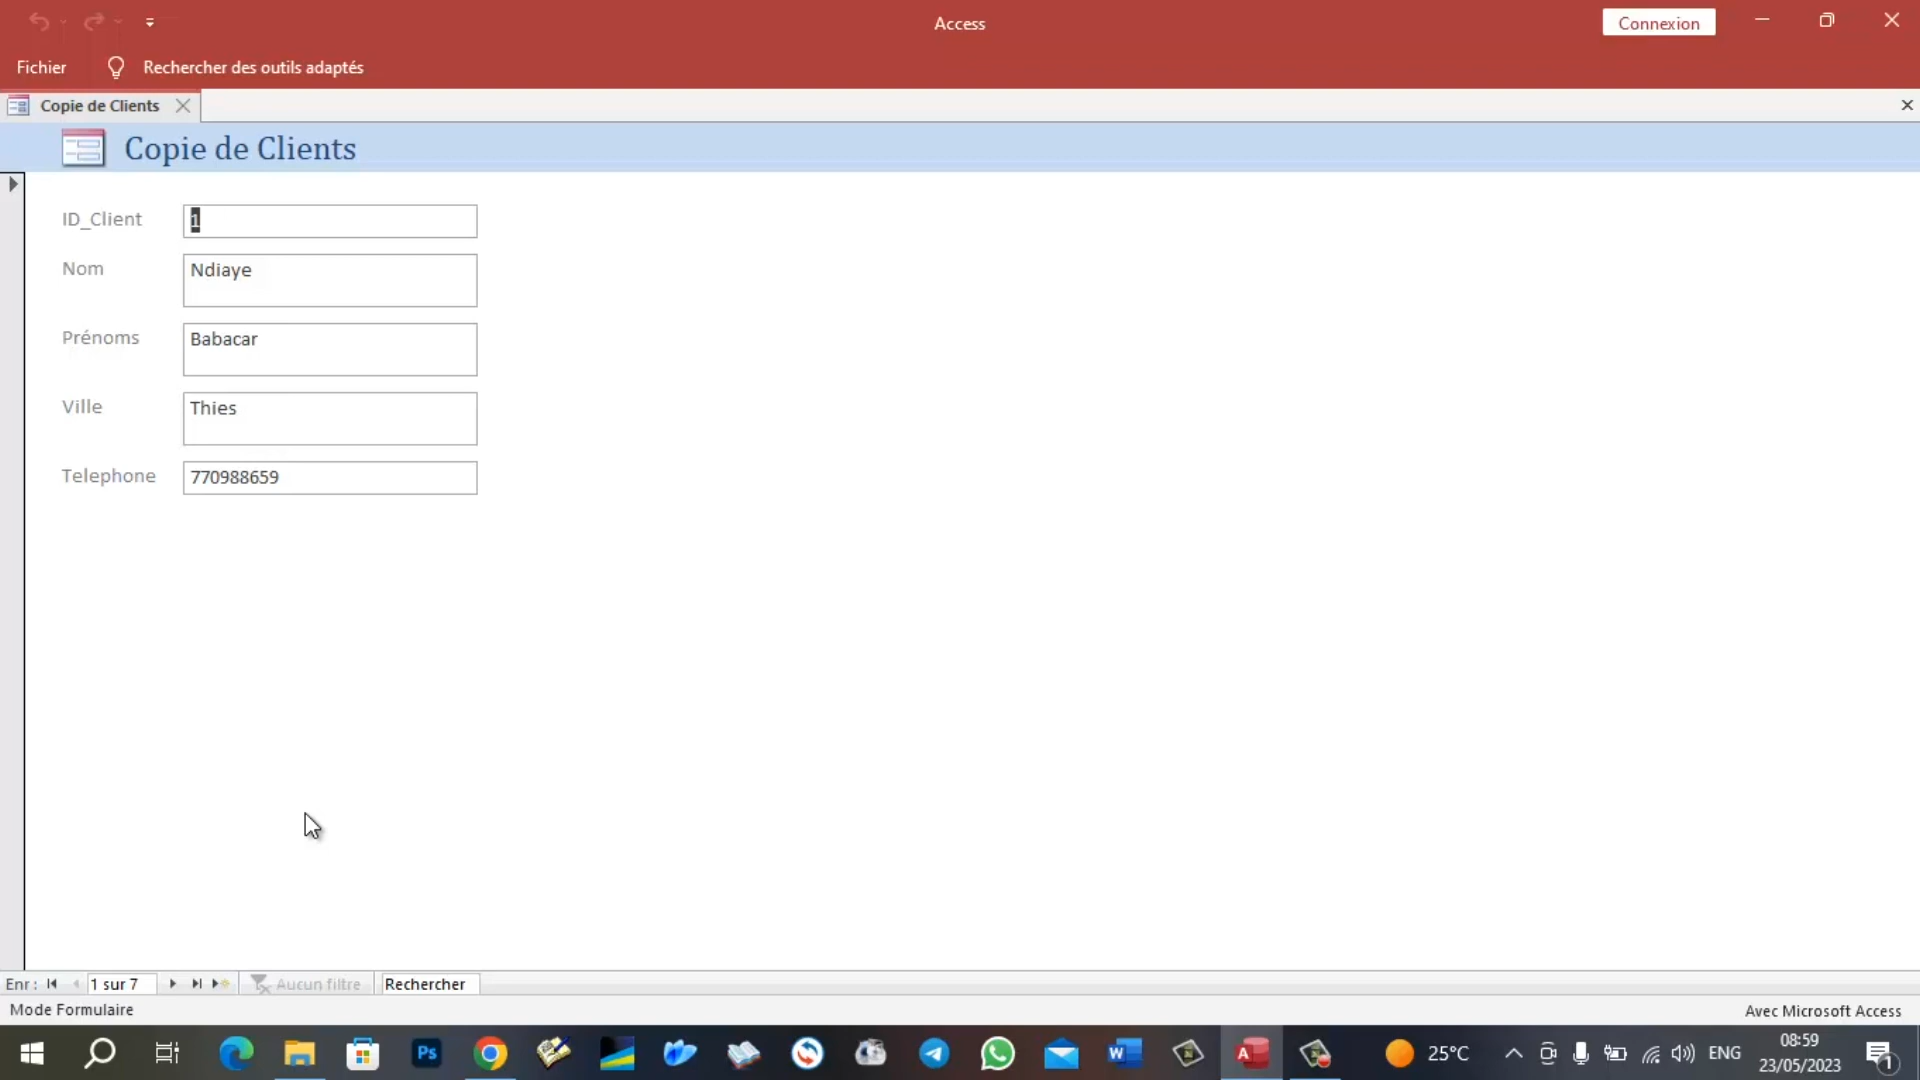 Access
Connexion
Fichier
Rechercher des outils adaptés
Copie de Clients
Copie de Clients
ID_Client 1
Nom Ndiaye
Prénoms Babacar
Ville Thies
Telephone 770988659
Enr : 1 sur 7 Aucun filtre Rechercher
Mode Formulaire
Avec Microsoft Access
Ps
W
A
25°C
ENG
08:59
23/05/2023
1